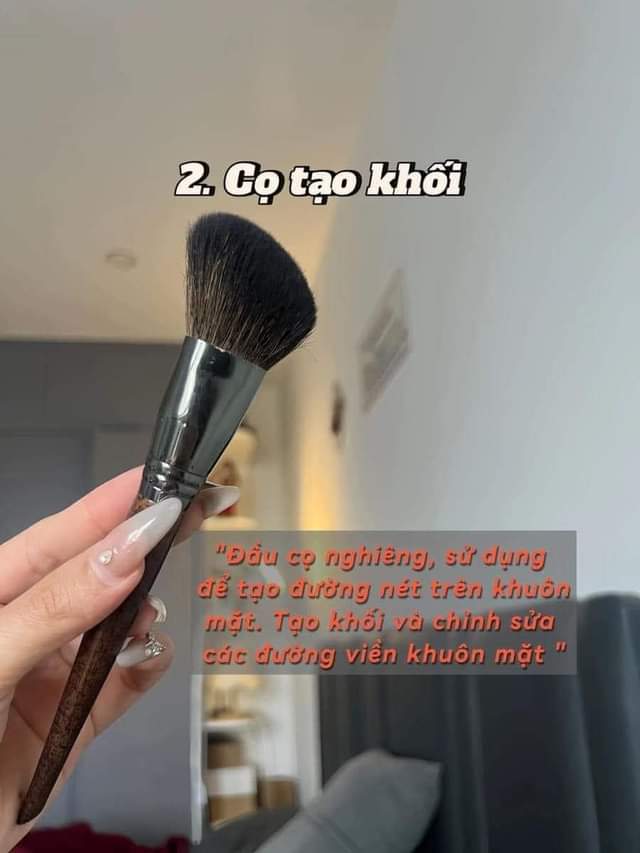 2. Cọ tạo khối
"Đầu cọ nghiêng, sử dụng
để tạo đường nét trên khuôn
mặt. Tạo khối và chỉnh sửa
các đường viền khuôn mặt "